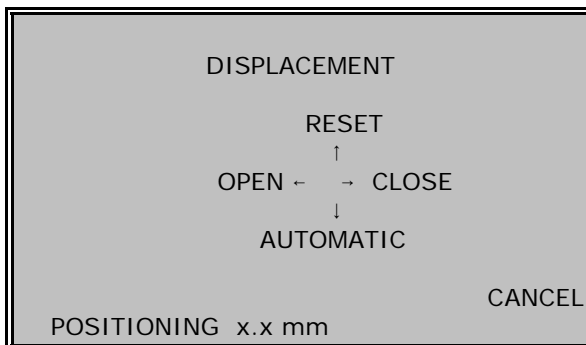 DISPLACEMENT
RESET
↑
OPEN ← → CLOSE
↓
AUTOMATIC
CANCEL
POSITIONING x.x mm